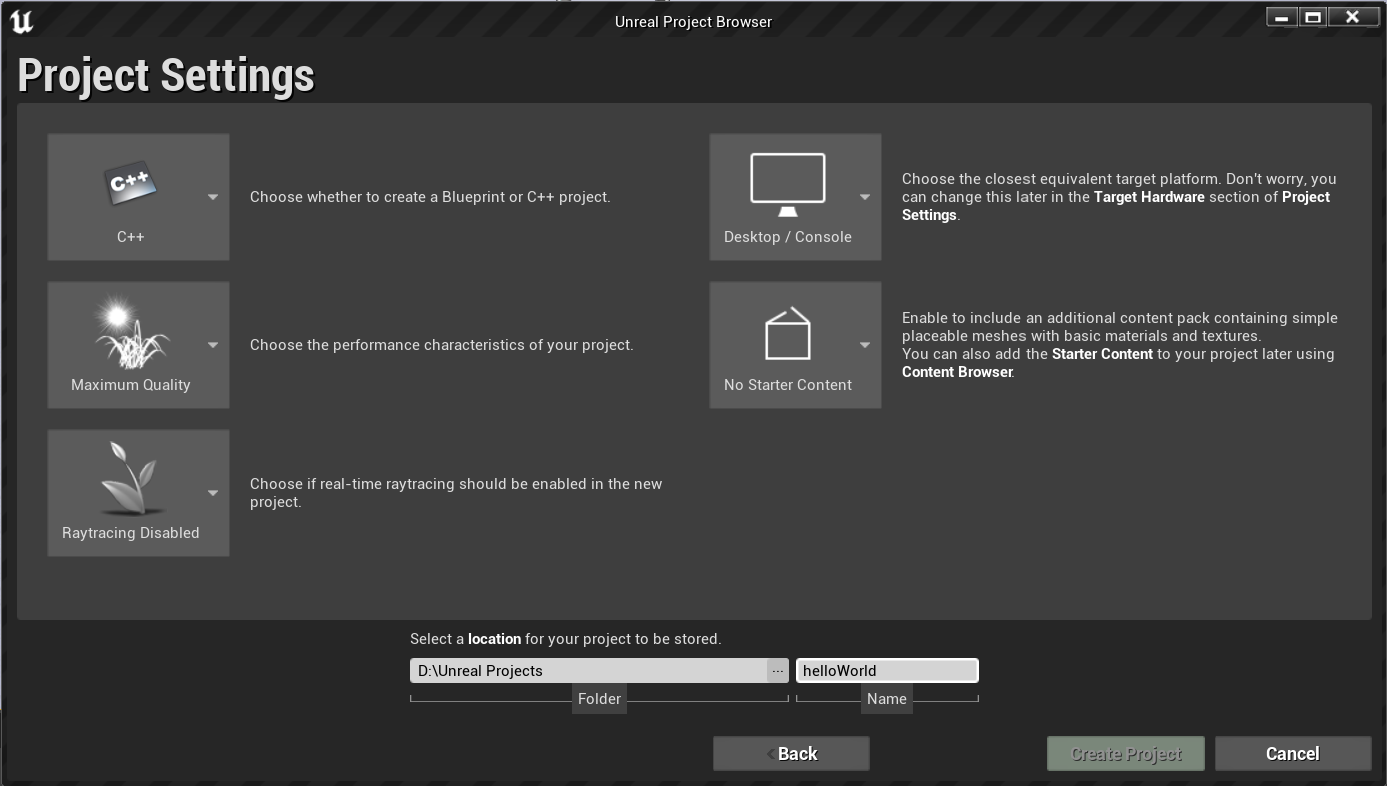 Unreal Project Browser
Project Settings
C++
C++
Choose whether to create a Blueprint or C++ project.
Desktop / Console
Choose the closest equivalent target platform. Don't worry, you
can change this later in the Target Hardware section of Project
Settings.
Maximum Quality
Choose the performance characteristics of your project.
No Starter Content
Enable to include an additional content pack containing simple
placeable meshes with basic materials and textures.
You can also add the Starter Content to your project later using
Content Browser.
Raytracing Disabled
Choose if real-time raytracing should be enabled in the new
project.
Select a location for your project to be stored.
D:\Unreal Projects ... helloWorld
Folder Name
Back Create Project Cancel